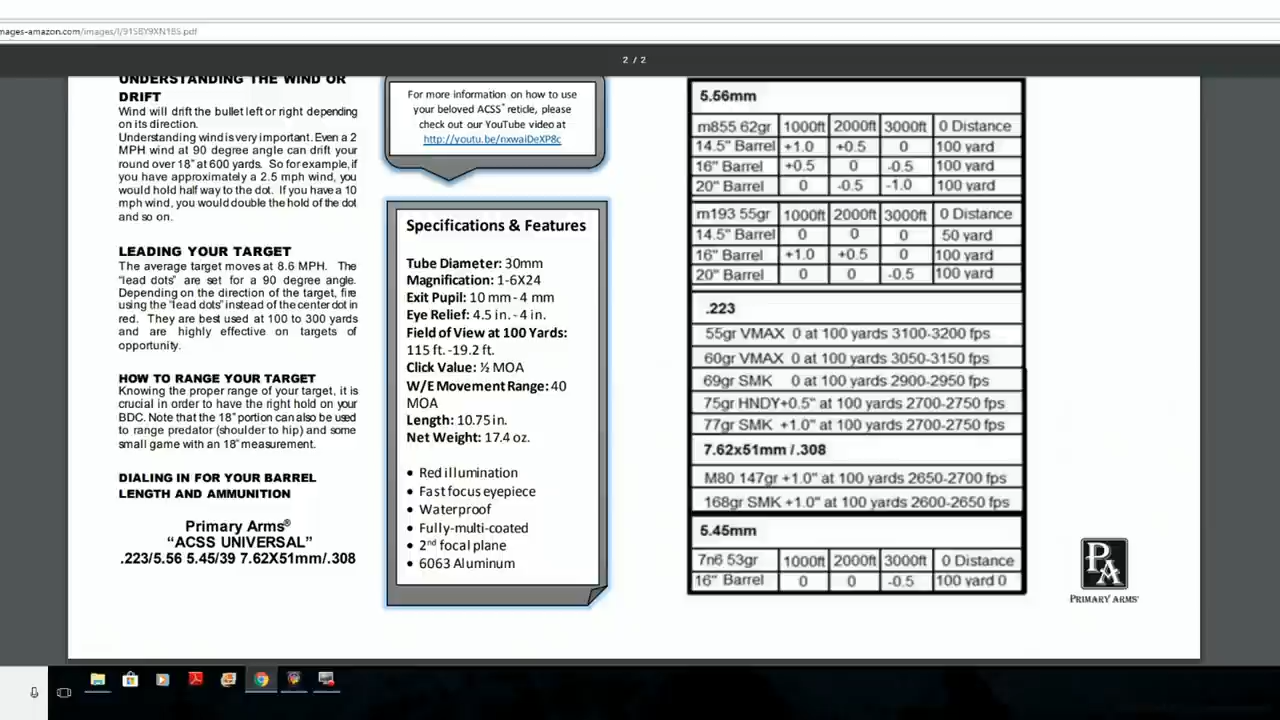 mages-amazon.com/images/I/91SBY9XN1BS.pdf
2 / 2
UNDERSTANDING THE WIND OR
DRIFT
Wind will drift the bullet left or right depending
on its direction.
Understanding wind is very important. Even a 2
MPH wind at 90 degree angle can drift your
round over 18" at 600 yards. So for example, if
you have approximately a 2.5 mph wind, you
would hold half way to the dot. If you have a 10
mph wind, you would double the hold of the dot
and so on.
LEADING YOUR TARGET
The average target moves at 8.6 MPH. The
"lead dots" are set for a 90 degree angle.
Depending on the direction of the target, fire
using the "lead dots" instead of the center dot in
red. They are best used at 100 to 300 yards
and are highly effective on targets of
opportunity.
HOW TO RANGE YOUR TARGET
Knowing the proper range of your target, it is
crucial in order to have the right hold on your
BDC. Note that the 18" portion can also be used
to range predator (shoulder to hip) and some
small game with an 18" measurement.
DIALING IN FOR YOUR BARREL
LENGTH AND AMMUNITION
Primary Arms®
"ACSS UNIVERSAL"
.223/5.56 5.45/39 7.62X51mm/.308
For more information on how to use
your beloved ACSS® reticle, please
check out our YouTube video at
http://youtu.be/nxwaiDeXP8c
Specifications & Features
Tube Diameter: 30mm
Magnification: 1-6X24
Exit Pupil: 10 mm - 4 mm
Eye Relief: 4.5 in. - 4 in.
Field of View at 100 Yards:
115 ft. -19.2 ft.
Click Value: ½ MOA
W/E Movement Range: 40
MOA
Length: 10.75 in.
Net Weight: 17.4 oz.
• Red illumination
• Fast focus eyepiece
• Waterproof
• Fully-multi-coated
• 2nd focal plane
• 6063 Aluminum
5.56mm
m855 62gr 1000ft 2000ft 3000ft 0 Distance
14.5" Barrel +1.0 +0.5 0 100 yard
16" Barrel +0.5 0 -0.5 100 yard
20" Barrel 0 -0.5 -1.0 100 yard
m193 55gr 1000ft 2000ft 3000ft 0 Distance
14.5" Barrel 0 0 0 50 yard
16" Barrel +1.0 +0.5 0 100 yard
20" Barrel 0 0 -0.5 100 yard
.223
55gr VMAX 0 at 100 yards 3100-3200 fps
60gr VMAX 0 at 100 yards 3050-3150 fps
69gr SMK 0 at 100 yards 2900-2950 fps
75gr HNDY+0.5" at 100 yards 2700-2750 fps
77gr SMK +1.0" at 100 yards 2700-2750 fps
7.62x51mm /.308
M80 147gr +1.0" at 100 yards 2650-2700 fps
168gr SMK +1.0" at 100 yards 2600-2650 fps
5.45mm
7n6 53gr 1000ft 2000ft 3000ft 0 Distance
16" Barrel 0 0 -0.5 100 yard 0
PA
PRIMARY ARMS